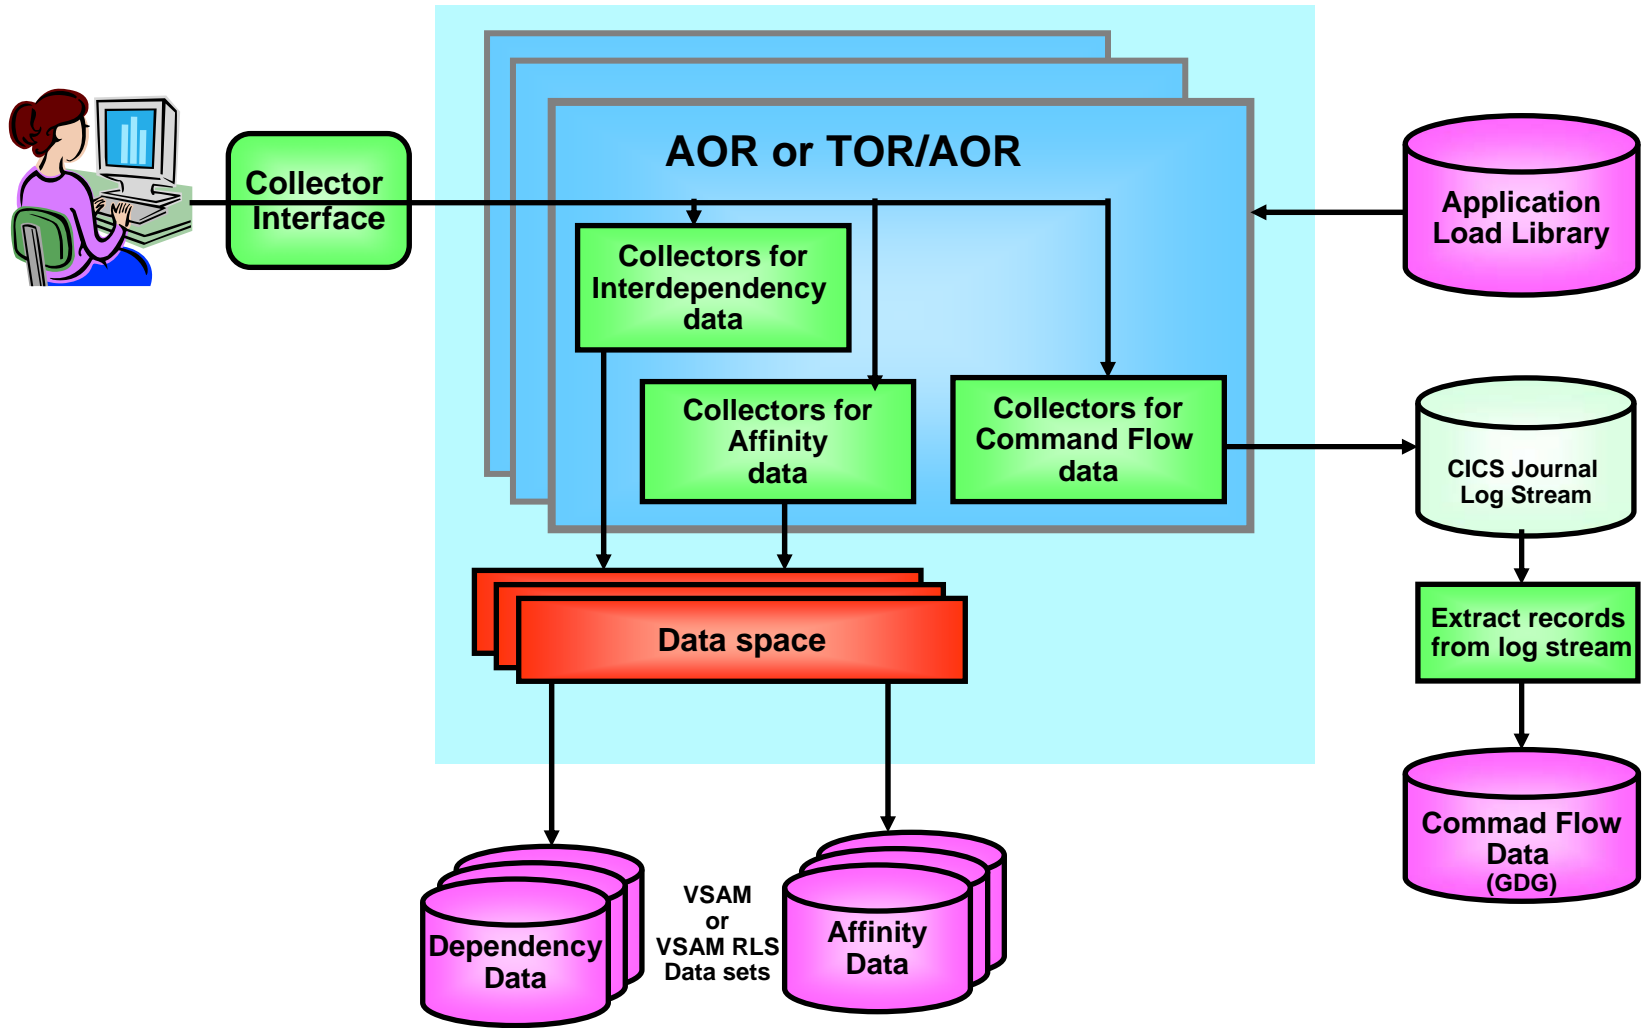 AOR or TOR/AOR
Collector
Interface
Application
Load Library
Collectors for
Interdependency
data
Collectors for
Affinity
data
Collectors for
Command Flow
data
CICS Journal
Log Stream
Extract records
from log stream
Data space
Commad Flow
Data
(GDG)
Dependency
Data
VSAM
or
VSAM RLS
Data sets
Affinity
Data